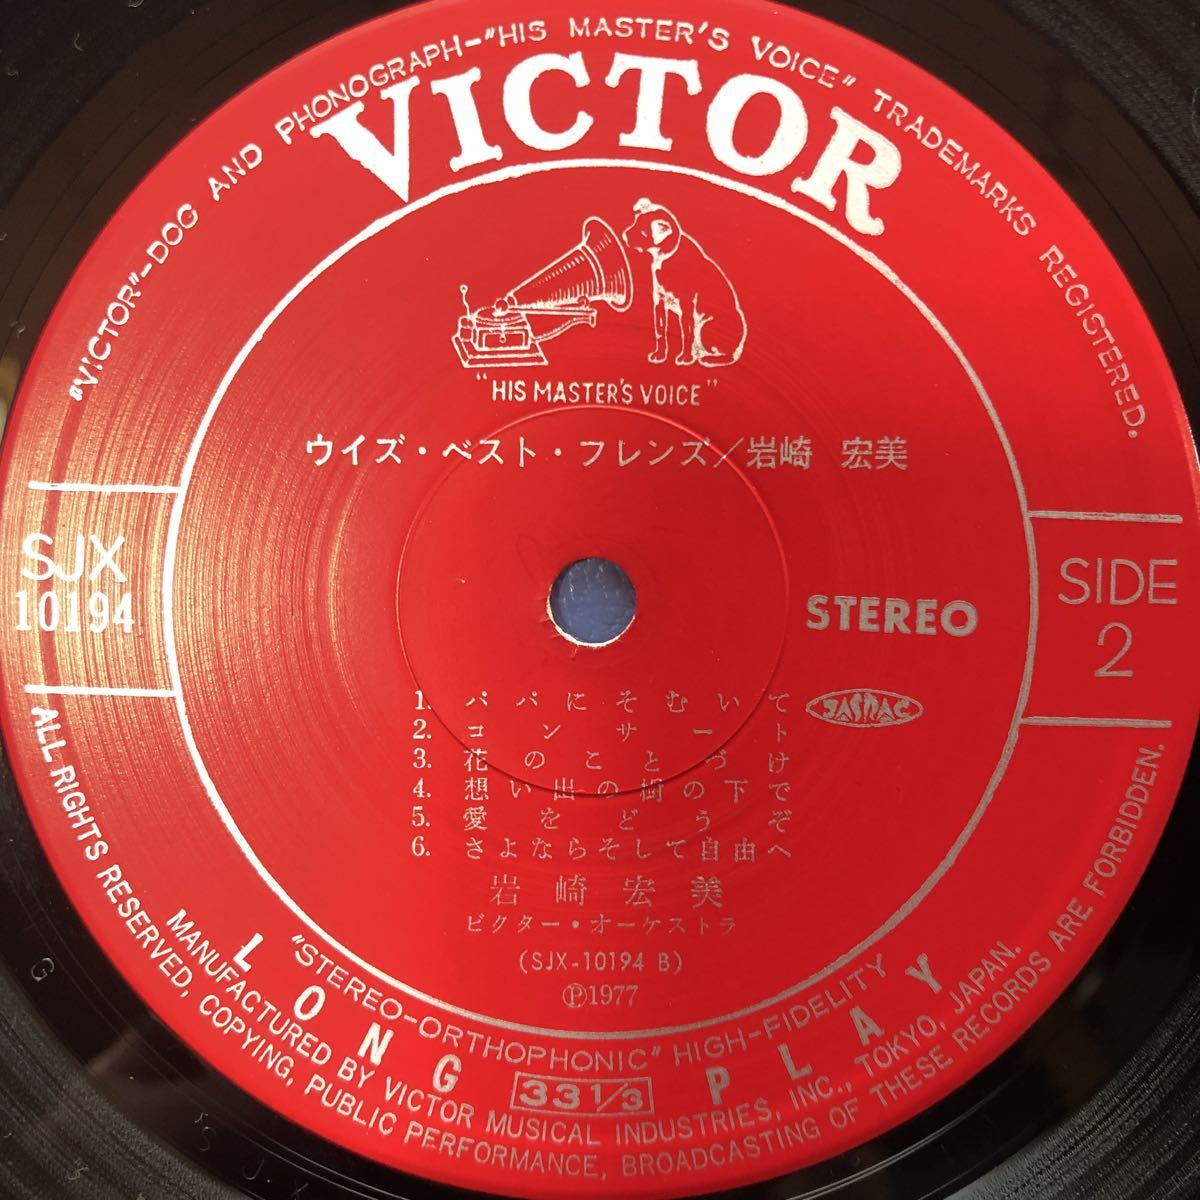 "VICTOR"-DOG AND PHONOGRAPH-"HIS MASTER'S VOICE" TRADEMARKS REGISTERED.
VICTOR
"HIS MASTER'S VOICE"
ウイズ・ベスト・フレンズ/岩崎 宏美
SJX
10194
STEREO
SIDE
2
JASRAC
1. パパにそむいて
2. コンサート
3. 花のことづけ
4. 想い出の樹の下で
5. 愛をどうぞ
6. さよならそして自由へ
岩崎宏美
ビクター・オーケストラ
(SJX-10194 B)
Ⓟ1977
"STEREO-ORTHOPHONIC" HIGH-FIDELITY
LONG PLAY
33 1/3
MANUFACTURED BY VICTOR MUSICAL INDUSTRIES, INC., TOKYO, JAPAN.
ALL RIGHTS RESERVED, COPYING, PUBLIC PERFORMANCE, BROADCASTING OF THESE RECORDS ARE FORBIDDEN.